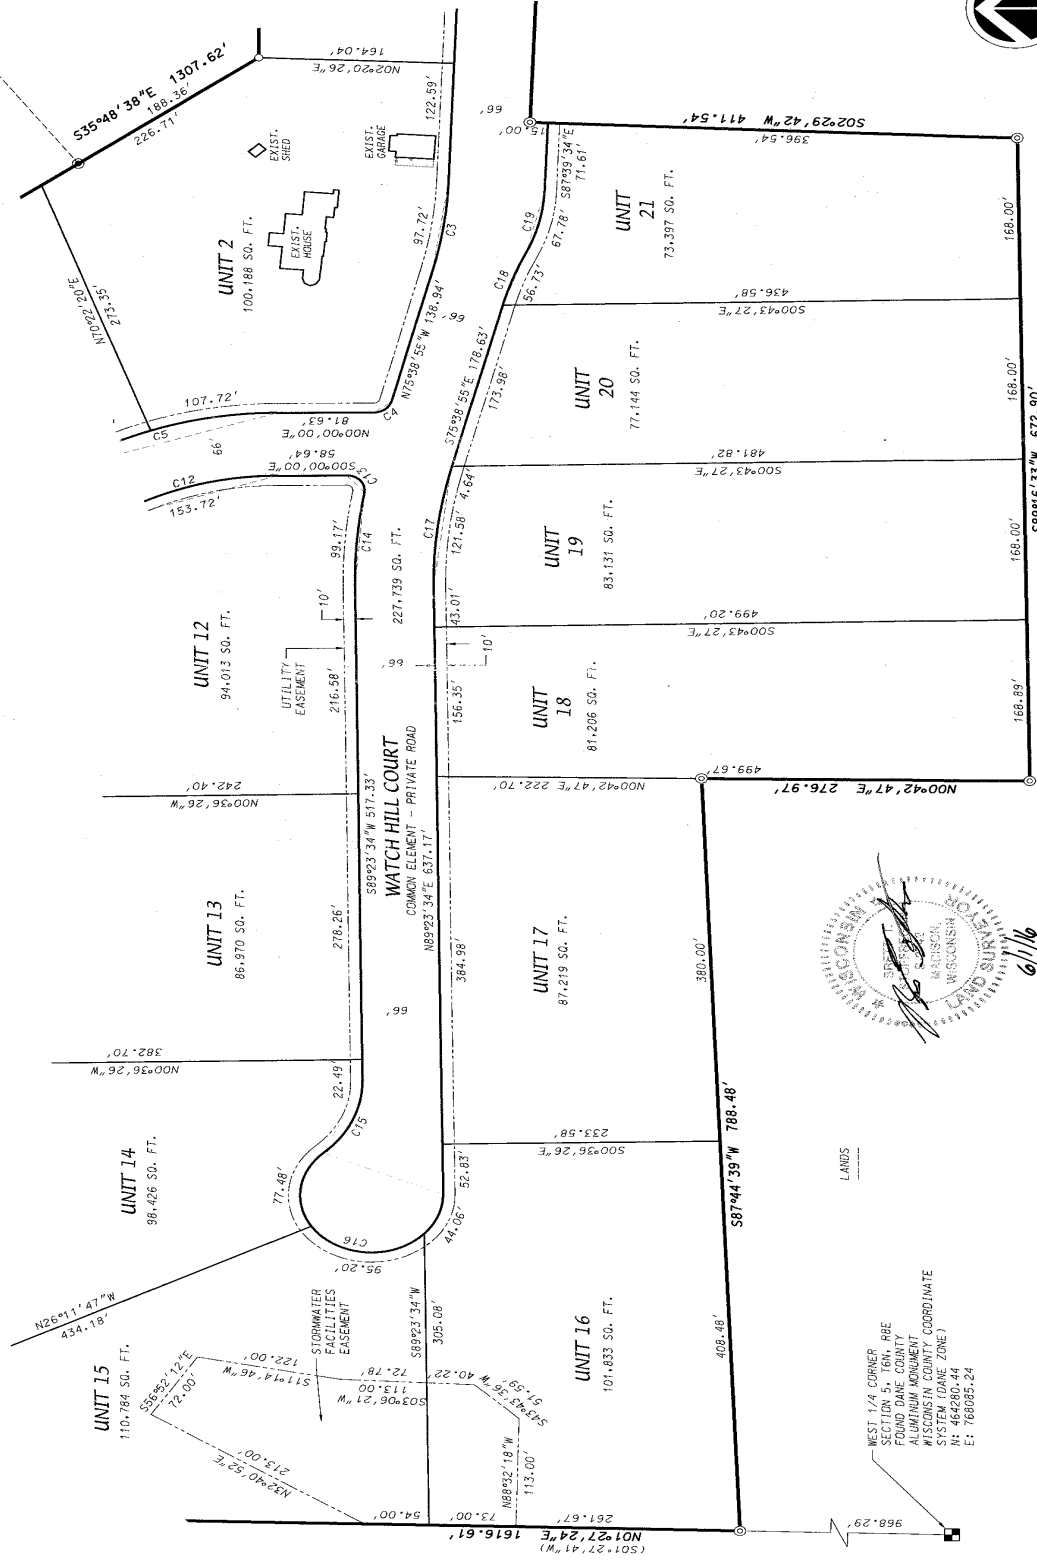 S35°48'38"E 1307.62'
188.36'
226.71'
164.04'
N02°20'26"E
122.59'
66'
EXIST.
SHED
EXIST.
GARAGE
EXIST.
HOUSE
UNIT 2
100,188 SQ. FT.
N70°22'20"E
273.35'
97.72'
C3
15.00'
S87°39'34"E
71.61'
S02°29'42"W 411.54'
396.54'
C19
67.78'
UNIT
21
73,397 SQ. FT.
168.00'
C18
56.73'
N75°38'55"W 138.94'
66'
S75°38'55"E 178.63'
173.98'
436.58'
S00°43'27"E
107.72'
C5
C4
81.63'
N00°00'00"E
66'
58.64'
S00°00'00"E
UNIT
20
77,144 SQ. FT.
168.00'
S89°16'33"W 672.90'
C12
153.72'
C13
481.82'
S00°43'27"E
4.64'
C17
121.58'
99.17'
C14
227,739 SQ. FT.
UNIT
19
83,131 SQ. FT.
168.00'
10'
43.01'
499.20'
S00°43'27"E
UNIT 12
94,013 SQ. FT.
UTILITY
EASEMENT
216.58'
66'
10'
156.35'
UNIT
18
81,206 SQ. FT.
168.89'
242.40'
N00°36'26"W
S89°23'34"W 517.33'
WATCH HILL COURT
COMMON ELEMENT - PRIVATE ROAD
N89°23'34"E 637.17'
N00°42'47"E 222.70'
499.67'
N00°42'47"E 276.97'
UNIT 13
86,970 SQ. FT.
278.26'
66'
384.98'
UNIT 17
87,219 SQ. FT.
380.00'
WISCONSIN
MADISON,
WISCONSIN
LAND SURVEYOR
6/1/16
382.70'
N00°36'26"W
22.49'
C15
233.58'
S00°36'26"E
S87°44'39"W 788.48'
UNIT 14
98,426 SQ. FT.
77.48'
52.83'
44.06'
C16
95.20'
LANDS
N26°11'47"W
434.18'
STORMWATER
FACILITIES
EASEMENT
S89°23'34"W
305.08'
UNIT 16
101,833 SQ. FT.
408.48'
UNIT 15
110,784 SQ. FT.
S56°52'12"E
72.00'
122.00'
S11°14'46"W
72.78'
113.00
S03°06'21"W
40.22'
S43°43'36"W
57.59'
N32°40'52"E
213.00'
N88°32'18"W
113.00'
54.00'
73.00'
261.67'
N01°27'24"E 1616.61'
(S01°27'41"W)
968.29'
WEST 1/4 CORNER
SECTION 5, T6N, R8E
FOUND DANE COUNTY
ALUMINUM MONUMENT
WISCONSIN COUNTY COORDINATE
SYSTEM (DANE ZONE)
N: 464280.44
E: 768085.24